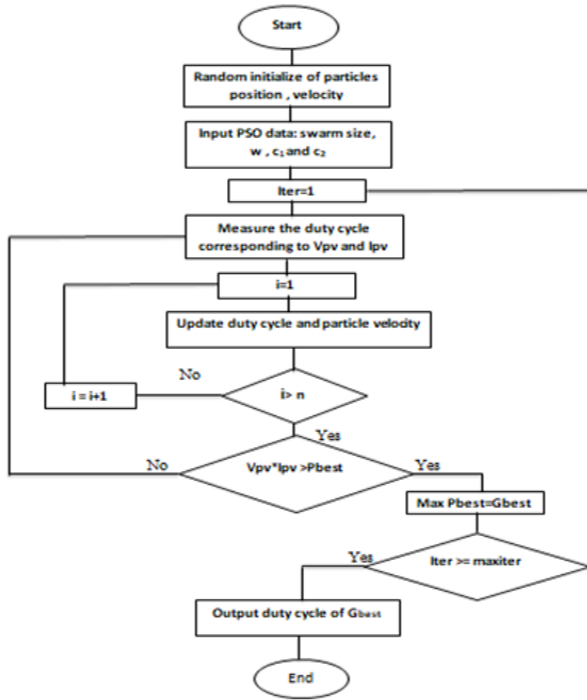 Start
Random initialize of particles
position , velocity
Input PSO data: swarm size,
w , c₁ and c₂
Iter=1
Measure the duty cycle
corresponding to Vpv and Ipv
i=1
Update duty cycle and particle velocity
No
i = i+1
i> n
Yes
No
Vpv*Ipv >Pbest
Yes
Max Pbest=Gbest
Yes
Iter >= maxiter
Output duty cycle of Gbest
End